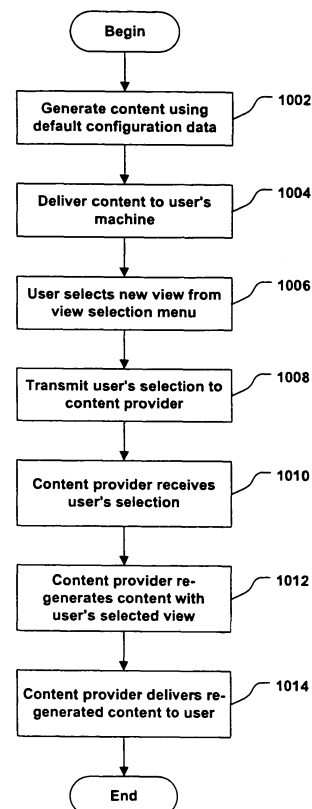 Begin
Generate content using
default configuration data
1002
Deliver content to user's
machine
1004
User selects new view from
view selection menu
1006
Transmit user's selection to
content provider
1008
Content provider receives
user's selection
1010
Content provider re-
generates content with
user's selected view
1012
Content provider delivers re-
generated content to user
1014
End